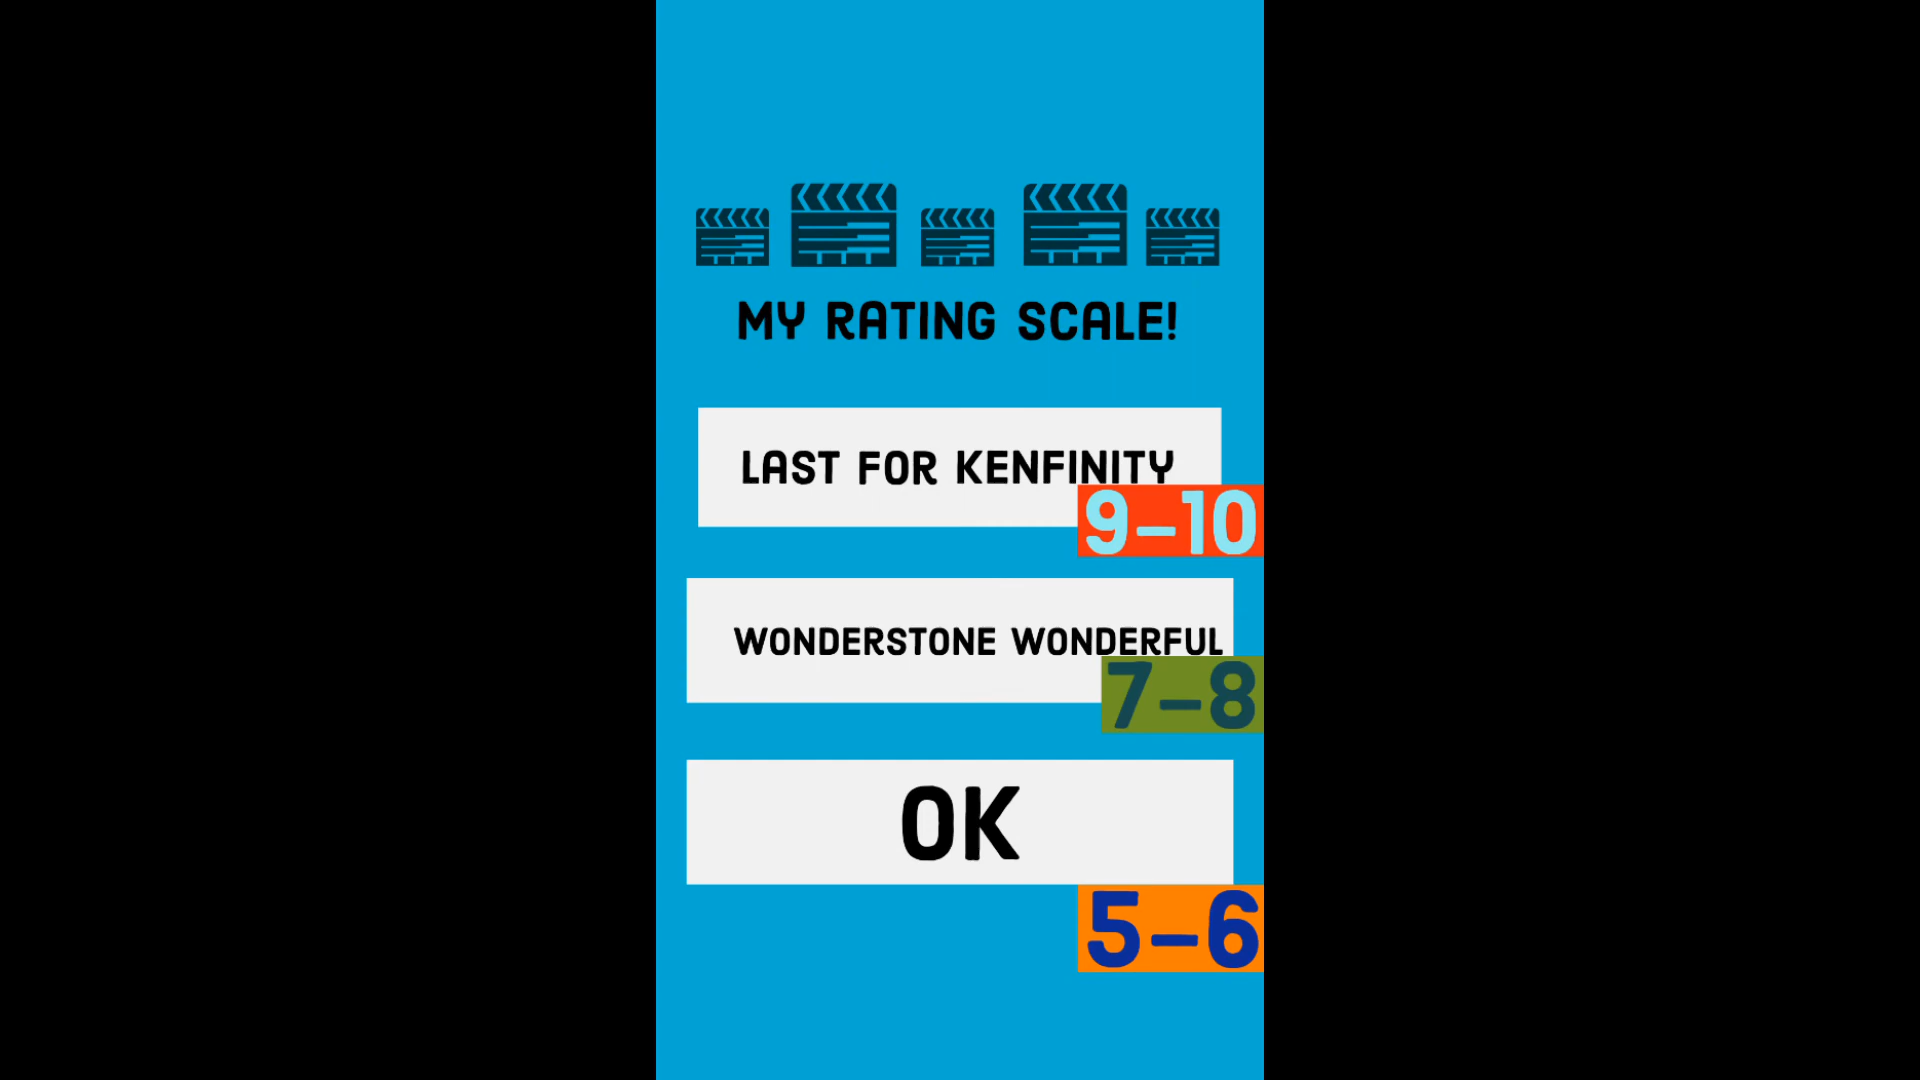 MY RATING SCALE!
LAST FOR KENFINITY
9-10
WONDERSTONE WONDERFUL
7-8
OK
5-6